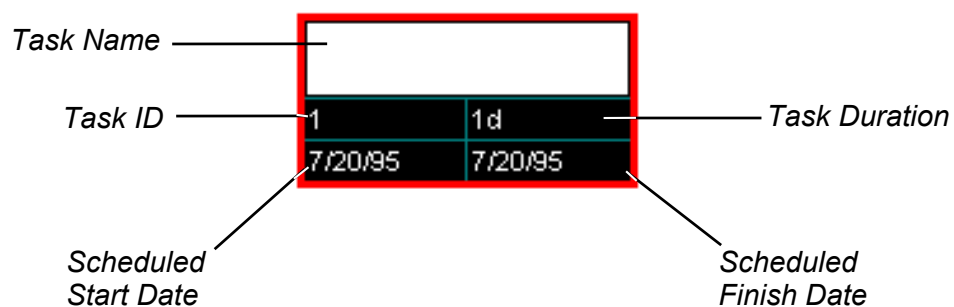 Task Name
Task ID
1
1d
Task Duration
7/20/95
7/20/95
Scheduled
Start Date
Scheduled
Finish Date